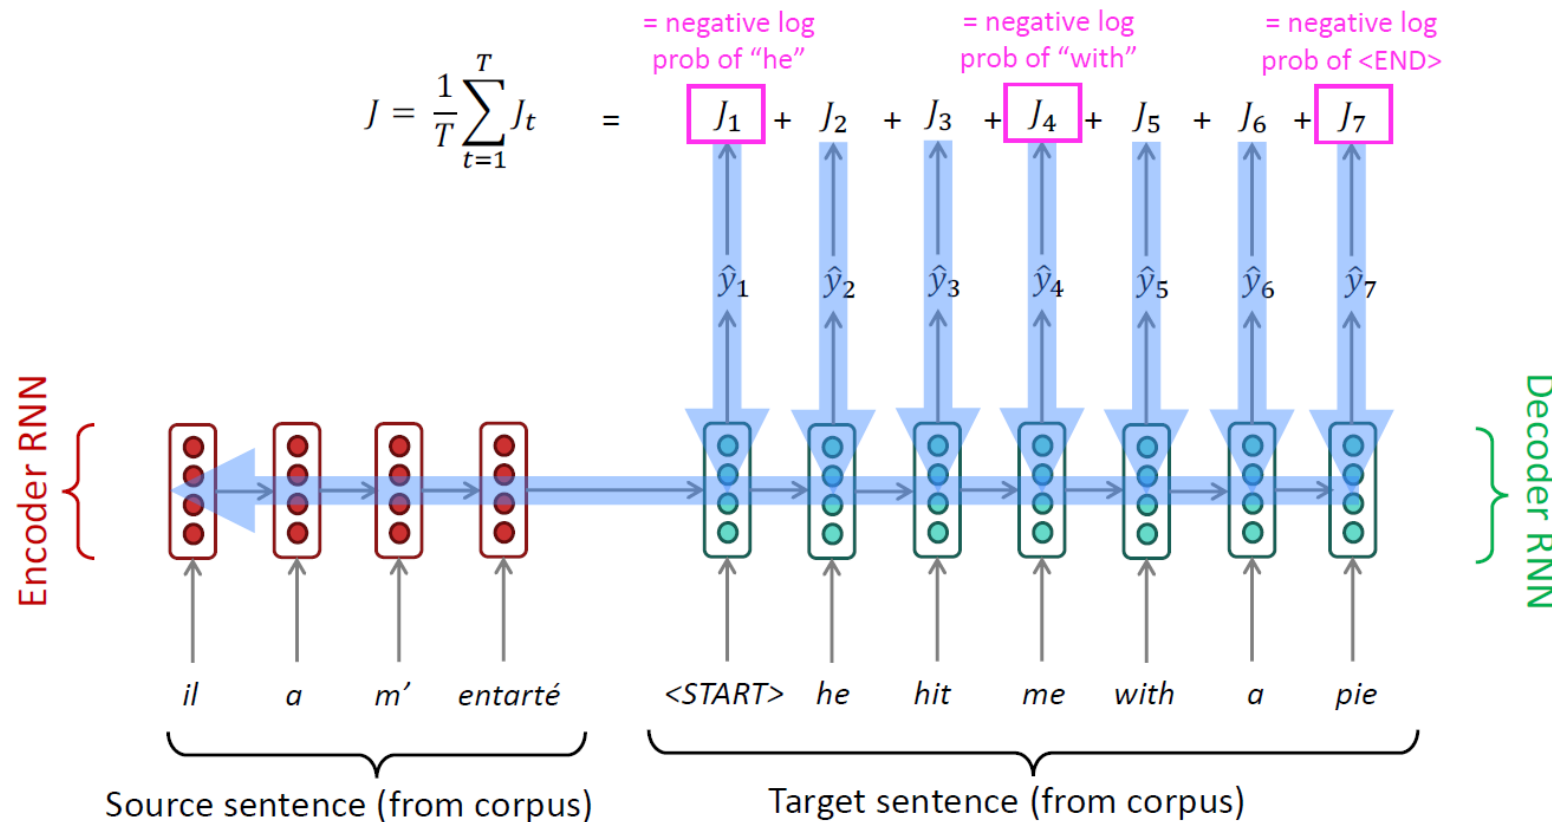 = negative log
prob of “he”
= negative log
prob of “with”
= negative log
prob of <END>
J = 1/T ∑_{t=1}^{T} J_t = J_1 + J_2 + J_3 + J_4 + J_5 + J_6 + J_7
ŷ_1 ŷ_2 ŷ_3 ŷ_4 ŷ_5 ŷ_6 ŷ_7
Encoder RNN
Decoder RNN
il a m’ entarté <START> he hit me with a pie
Source sentence (from corpus)
Target sentence (from corpus)